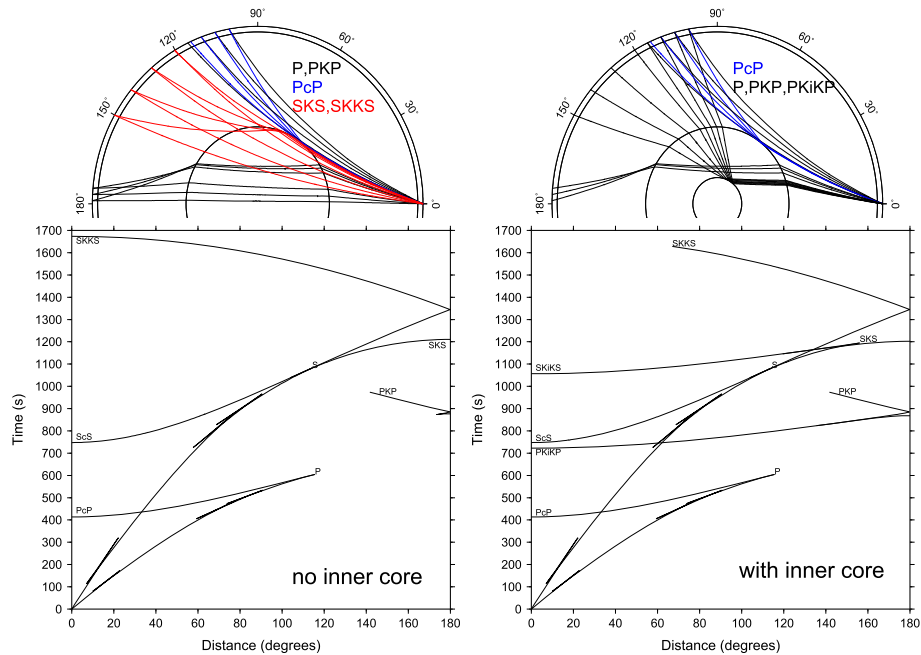 90°
120°
60°
150°
30°
180°
0°
P,PKP
PcP
SKS,SKKS
90°
120°
60°
150°
30°
180°
0°
PcP
P,PKP,PKiKP
1700
1600
1500
1400
1300
1200
1100
1000
900
800
700
600
500
400
300
200
100
0
Time (s)
SKKS
SKS
S
PKP
ScS
P
PcP
no inner core
0 20 40 60 80 100 120 140 160 180
Distance (degrees)
1700
1600
1500
1400
1300
1200
1100
1000
900
800
700
600
500
400
300
200
100
0
Time (s)
SKKS
SKS
SKiKS
S
PKP
ScS
PKiKP
P
PcP
with inner core
0 20 40 60 80 100 120 140 160 180
Distance (degrees)